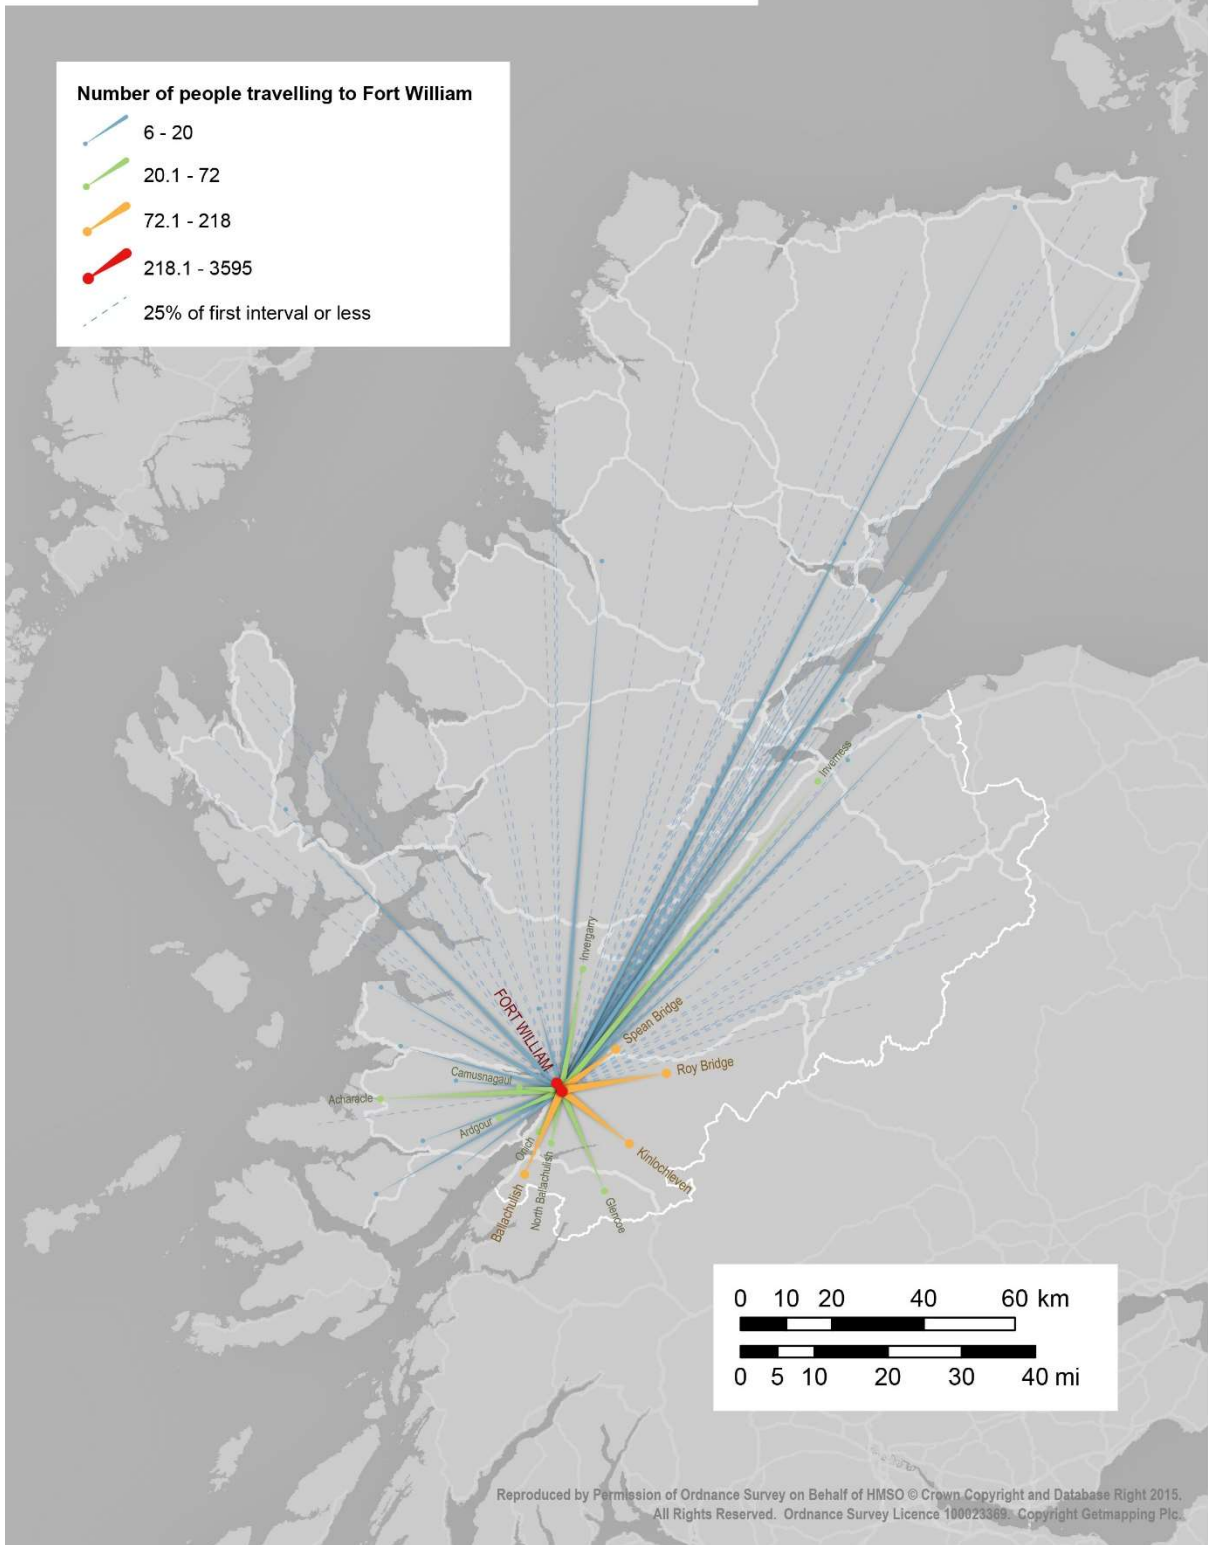 Number of people travelling to Fort William
6 - 20
20.1 - 72
72.1 - 218
218.1 - 3595
25% of first interval or less
Inverness
Invergarry
FORT WILLIAM
Spean Bridge
Roy Bridge
Camusnagaul
Acharacle
Ardgour
Onich
North Ballachulish
Ballachulish
Kinlochleven
Glencoe
0 10 20 40 60 km
0 5 10 20 30 40 mi
Reproduced by Permission of Ordnance Survey on Behalf of HMSO © Crown Copyright and Database Right 2015.
All Rights Reserved. Ordnance Survey Licence 100023369. Copyright Getmapping Plc.